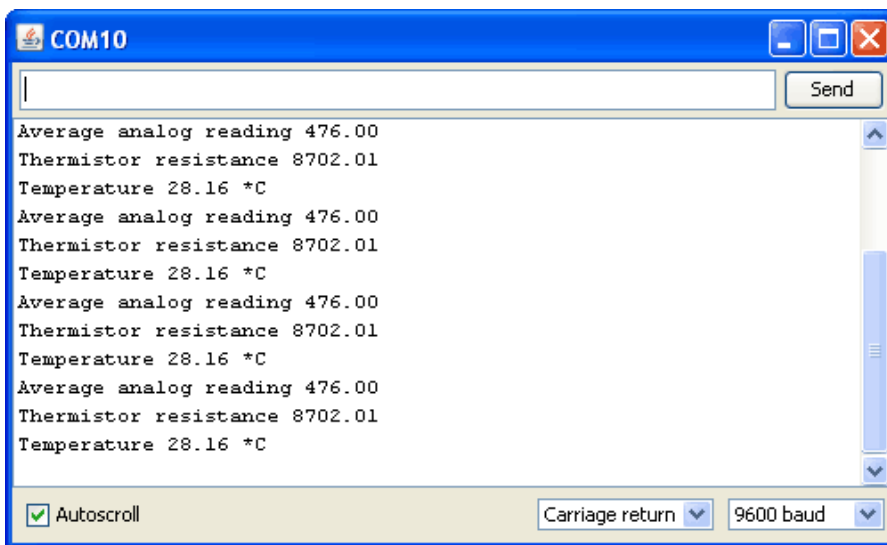 COM10
Send
Average analog reading 476.00
Thermistor resistance 8702.01
Temperature 28.16 *C
Average analog reading 476.00
Thermistor resistance 8702.01
Temperature 28.16 *C
Average analog reading 476.00
Thermistor resistance 8702.01
Temperature 28.16 *C
Average analog reading 476.00
Thermistor resistance 8702.01
Temperature 28.16 *C
Autoscroll Carriage return 9600 baud